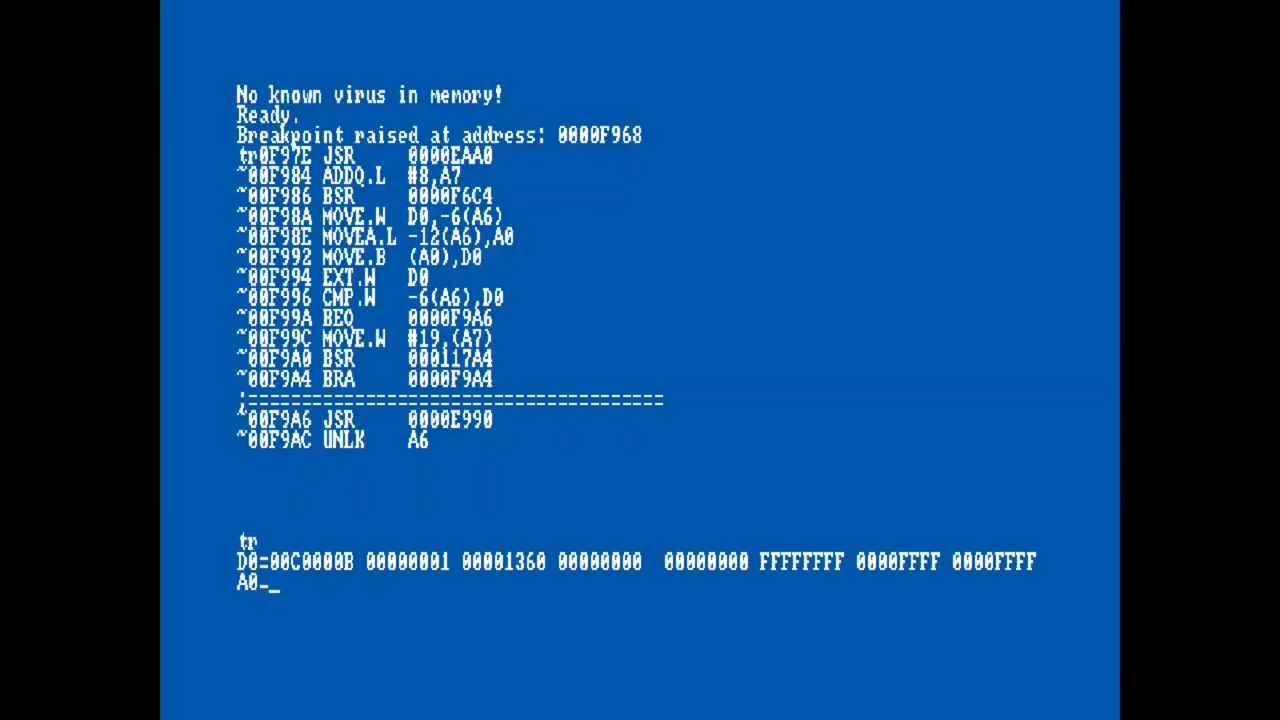 No known virus in memory!
Ready.
Breakpoint raised at address: 0000F968
tr0F97E JSR 0000EAA0
~00F984 ADDQ.L #8,A7
~00F986 BSR 0000F6C4
~00F98A MOVE.W D0,-6(A6)
~00F98E MOVEA.L -12(A6),A0
~00F992 MOVE.B (A0),D0
~00F994 EXT.W D0
~00F996 CMP.W -6(A6),D0
~00F99A BEQ 0000F9A6
~00F99C MOVE.W #19,(A7)
~00F9A0 BSR 000117A4
~00F9A4 BRA 0000F9A4
;=======================================
~00F9A6 JSR 0000E990
~00F9AC UNLK A6
tr
D0=00C0000B 00000001 00001360 00000000 00000000 FFFFFFFF 0000FFFF 0000FFFF
A0=_